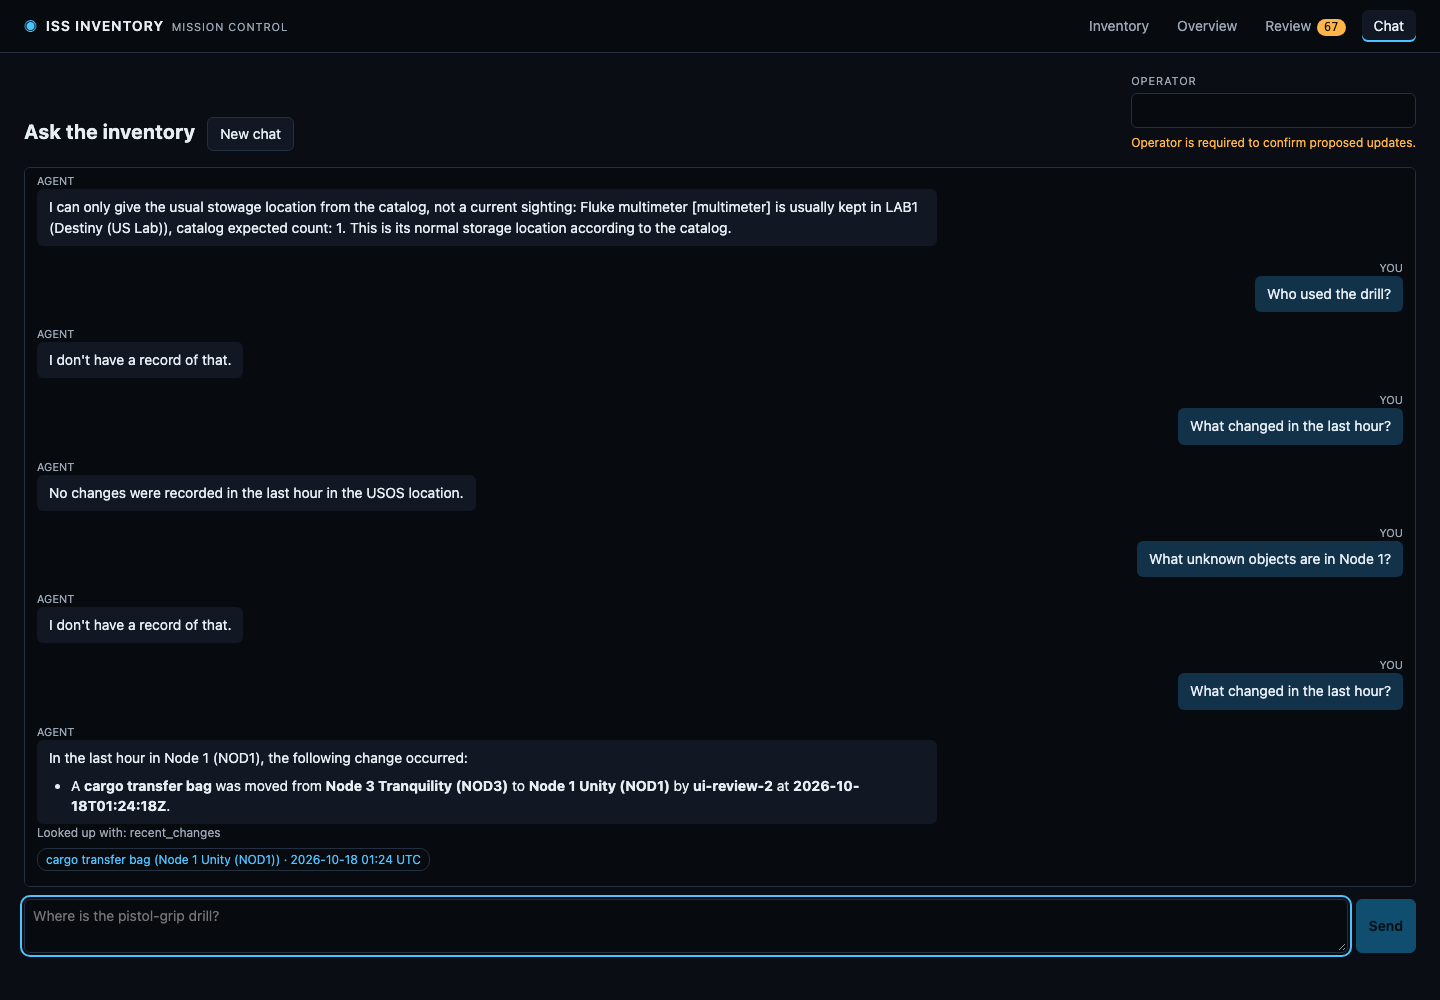 ISS INVENTORY MISSION CONTROL
Inventory
Overview
Review 67
Chat
OPERATOR
Operator is required to confirm proposed updates.
Ask the inventory
New chat
AGENT
I can only give the usual stowage location from the catalog, not a current sighting: Fluke multimeter [multimeter] is usually kept in LAB1
(Destiny (US Lab)), catalog expected count: 1. This is its normal storage location according to the catalog.
YOU
Who used the drill?
AGENT
I don't have a record of that.
YOU
What changed in the last hour?
AGENT
No changes were recorded in the last hour in the USOS location.
YOU
What unknown objects are in Node 1?
AGENT
I don't have a record of that.
YOU
What changed in the last hour?
AGENT
In the last hour in Node 1 (NOD1), the following change occurred:
• A cargo transfer bag was moved from Node 3 Tranquility (NOD3) to Node 1 Unity (NOD1) by ui-review-2 at 2026-10-
18T01:24:18Z.
Looked up with: recent_changes
cargo transfer bag (Node 1 Unity (NOD1)) · 2026-10-18 01:24 UTC
Where is the pistol-grip drill?
Send